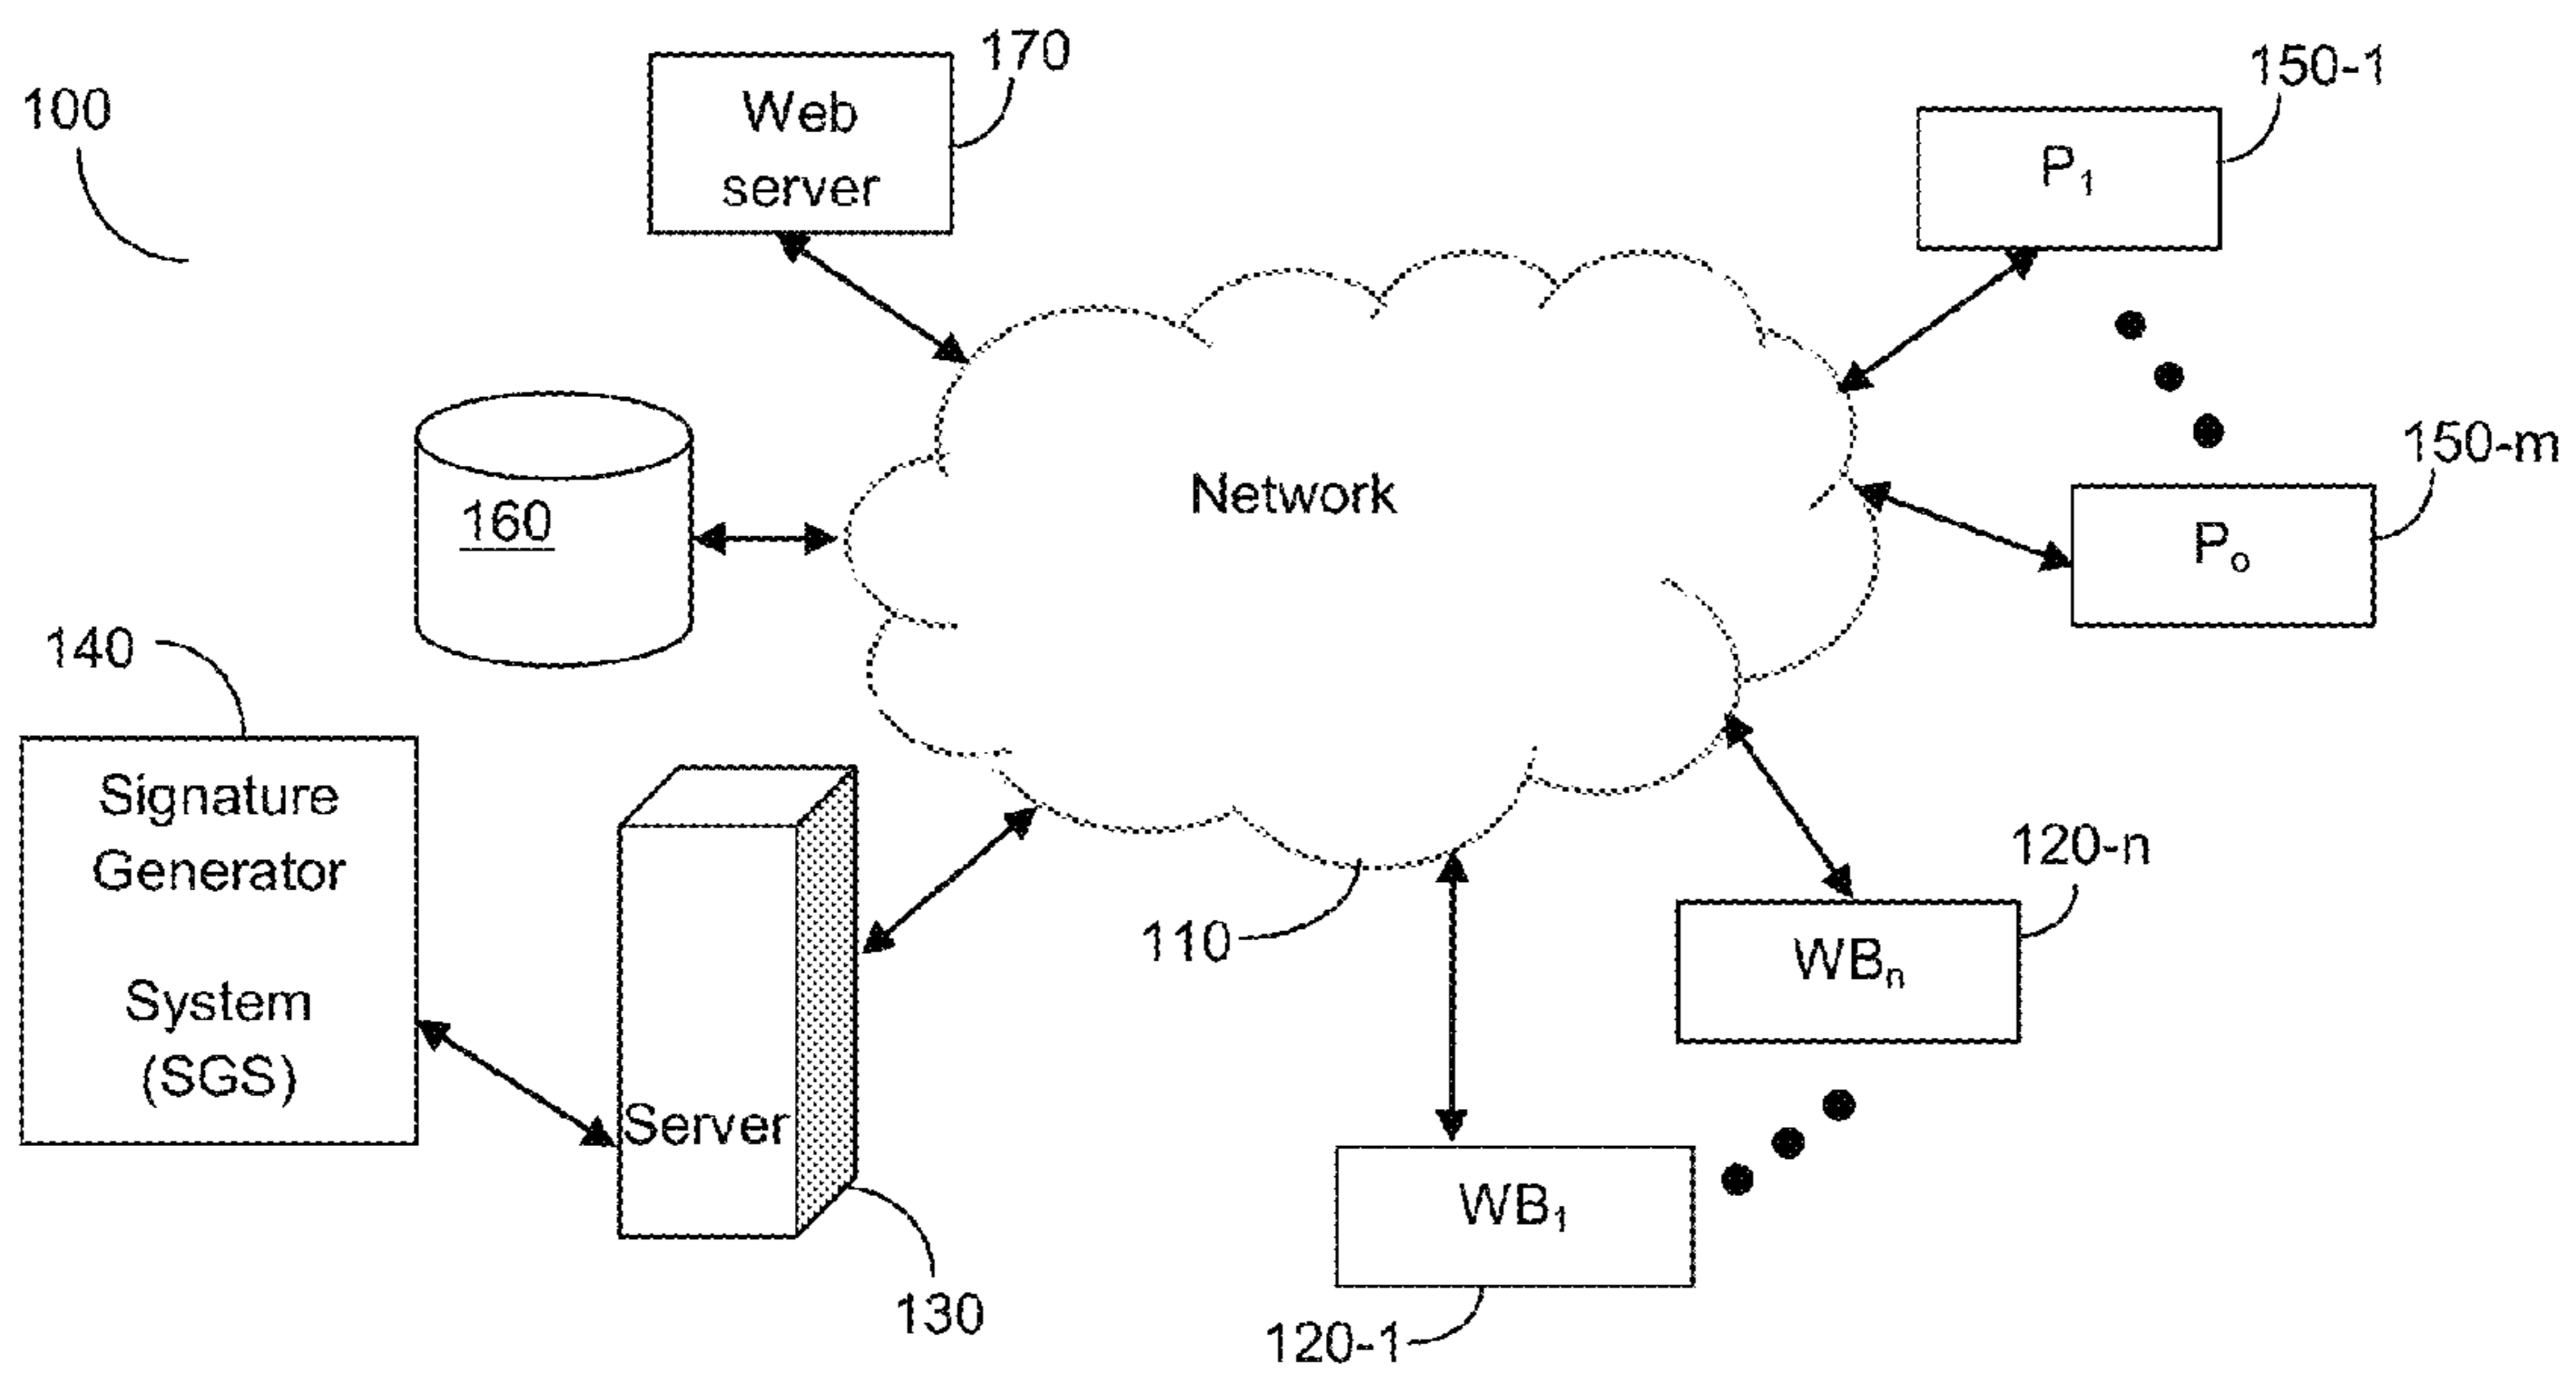 170
150-1
100
Web
server
P₁
150-m
Network
160
Pₒ
140
Signature
Generator
System
(SGS)
120-n
110
WBₙ
Server
WB₁
130
120-1